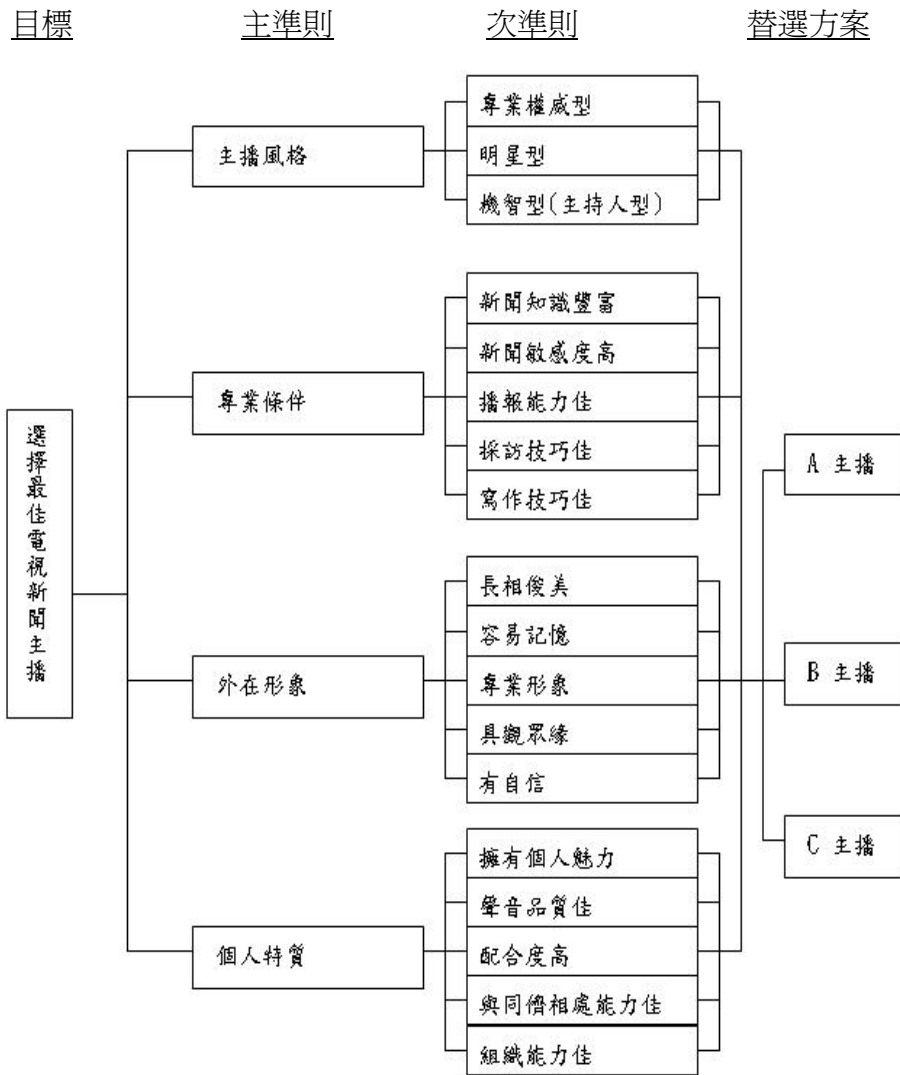 目標 主準則 次準則 替選方案
選擇最佳電視新聞主播
主播風格
專業權威型
明星型
機智型(主持人型)
專業條件
新聞知識豐富
新聞敏感度高
播報能力佳
採訪技巧佳
寫作技巧佳
外在形象
長相俊美
容易記憶
專業形象
具觀眾緣
有自信
個人特質
擁有個人魅力
聲音品質佳
配合度高
與同儕相處能力佳
組織能力佳
A 主播
B 主播
C 主播